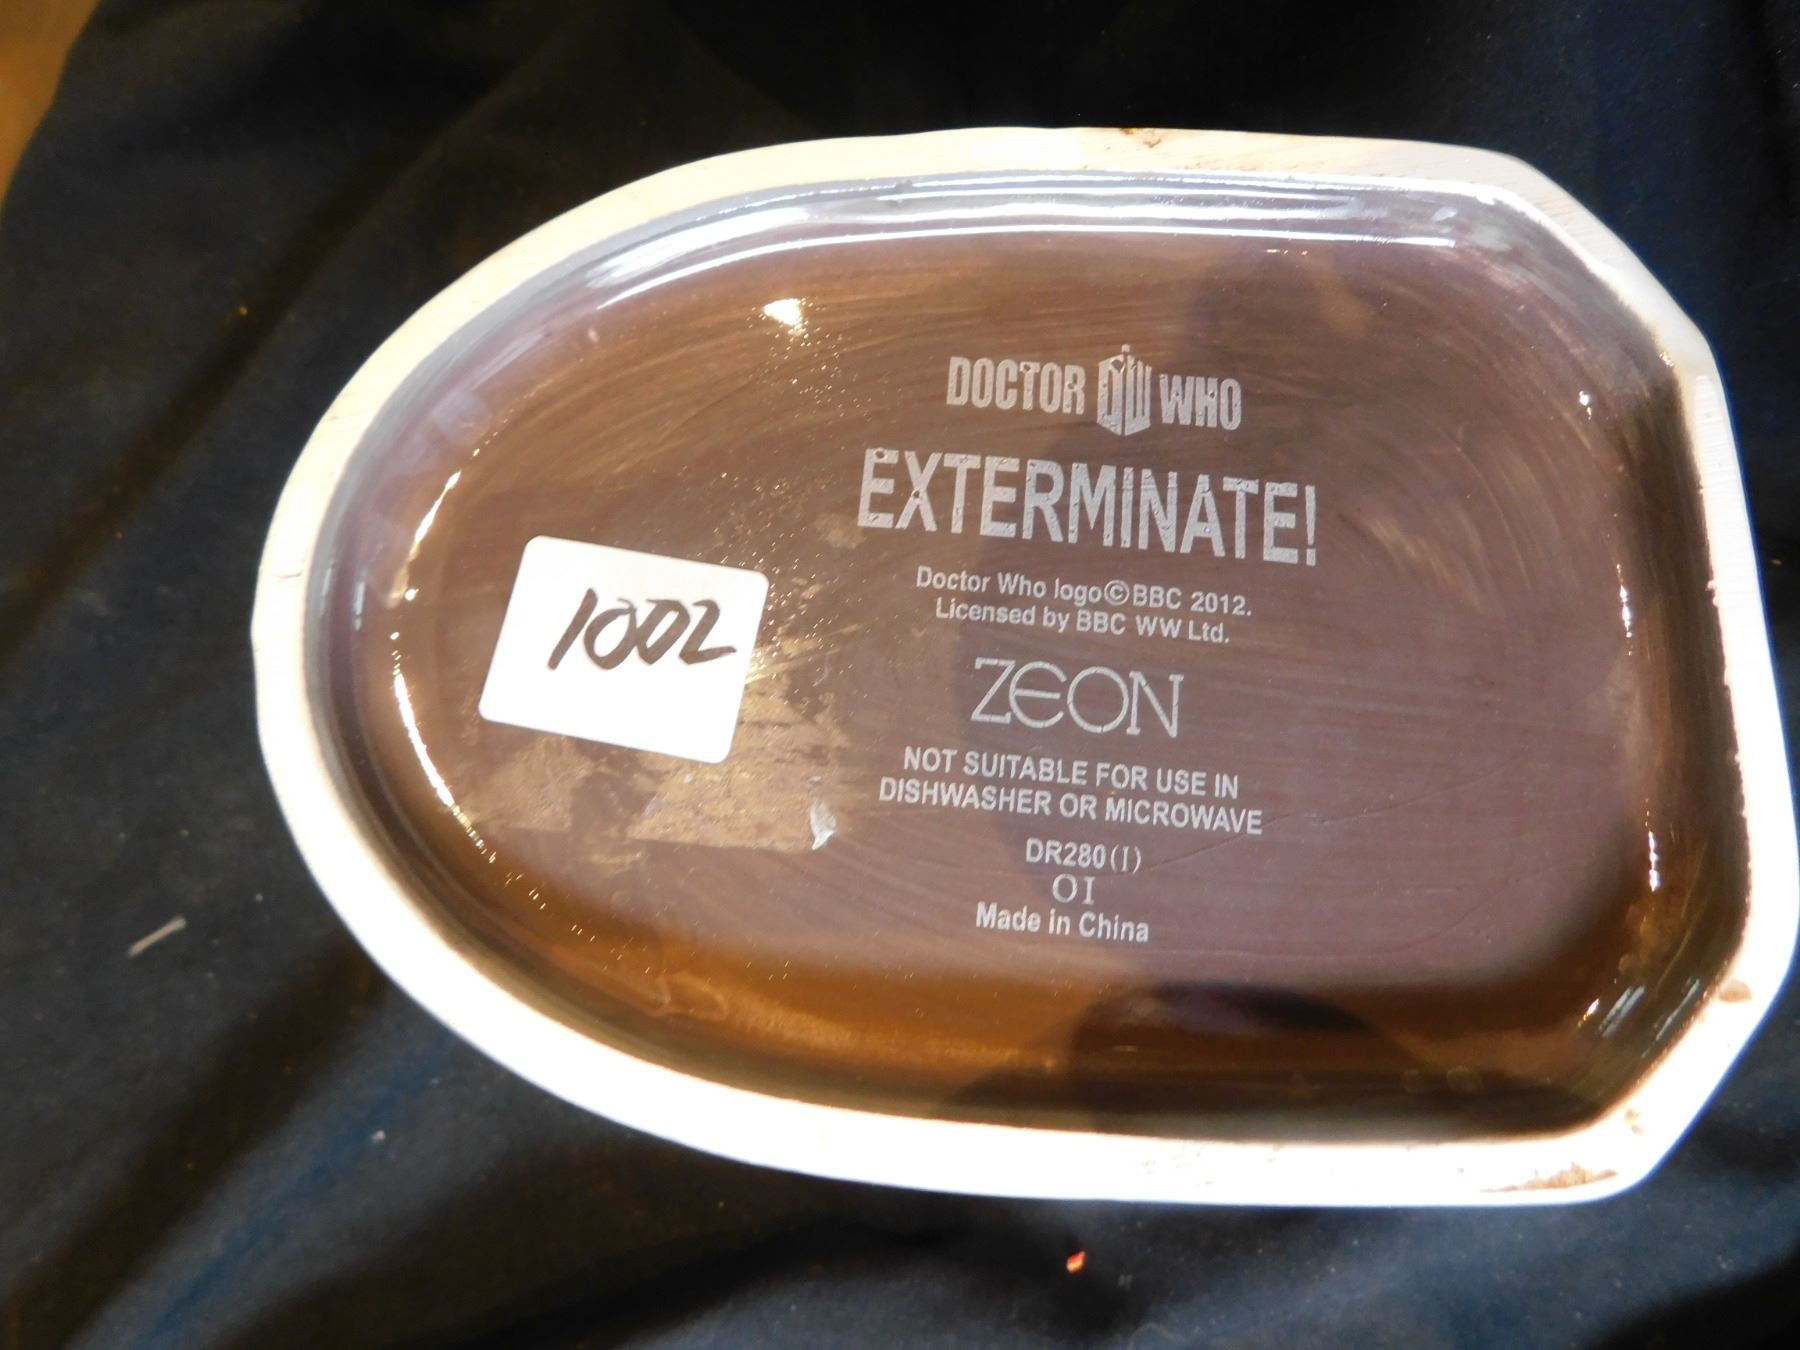 DOCTOR DW WHO
EXTERMINATE!
Doctor Who logo©BBC 2012.
Licensed by BBC WW Ltd.
ZEON
NOT SUITABLE FOR USE IN
DISHWASHER OR MICROWAVE
DR280(I)
OI
Made in China
1002